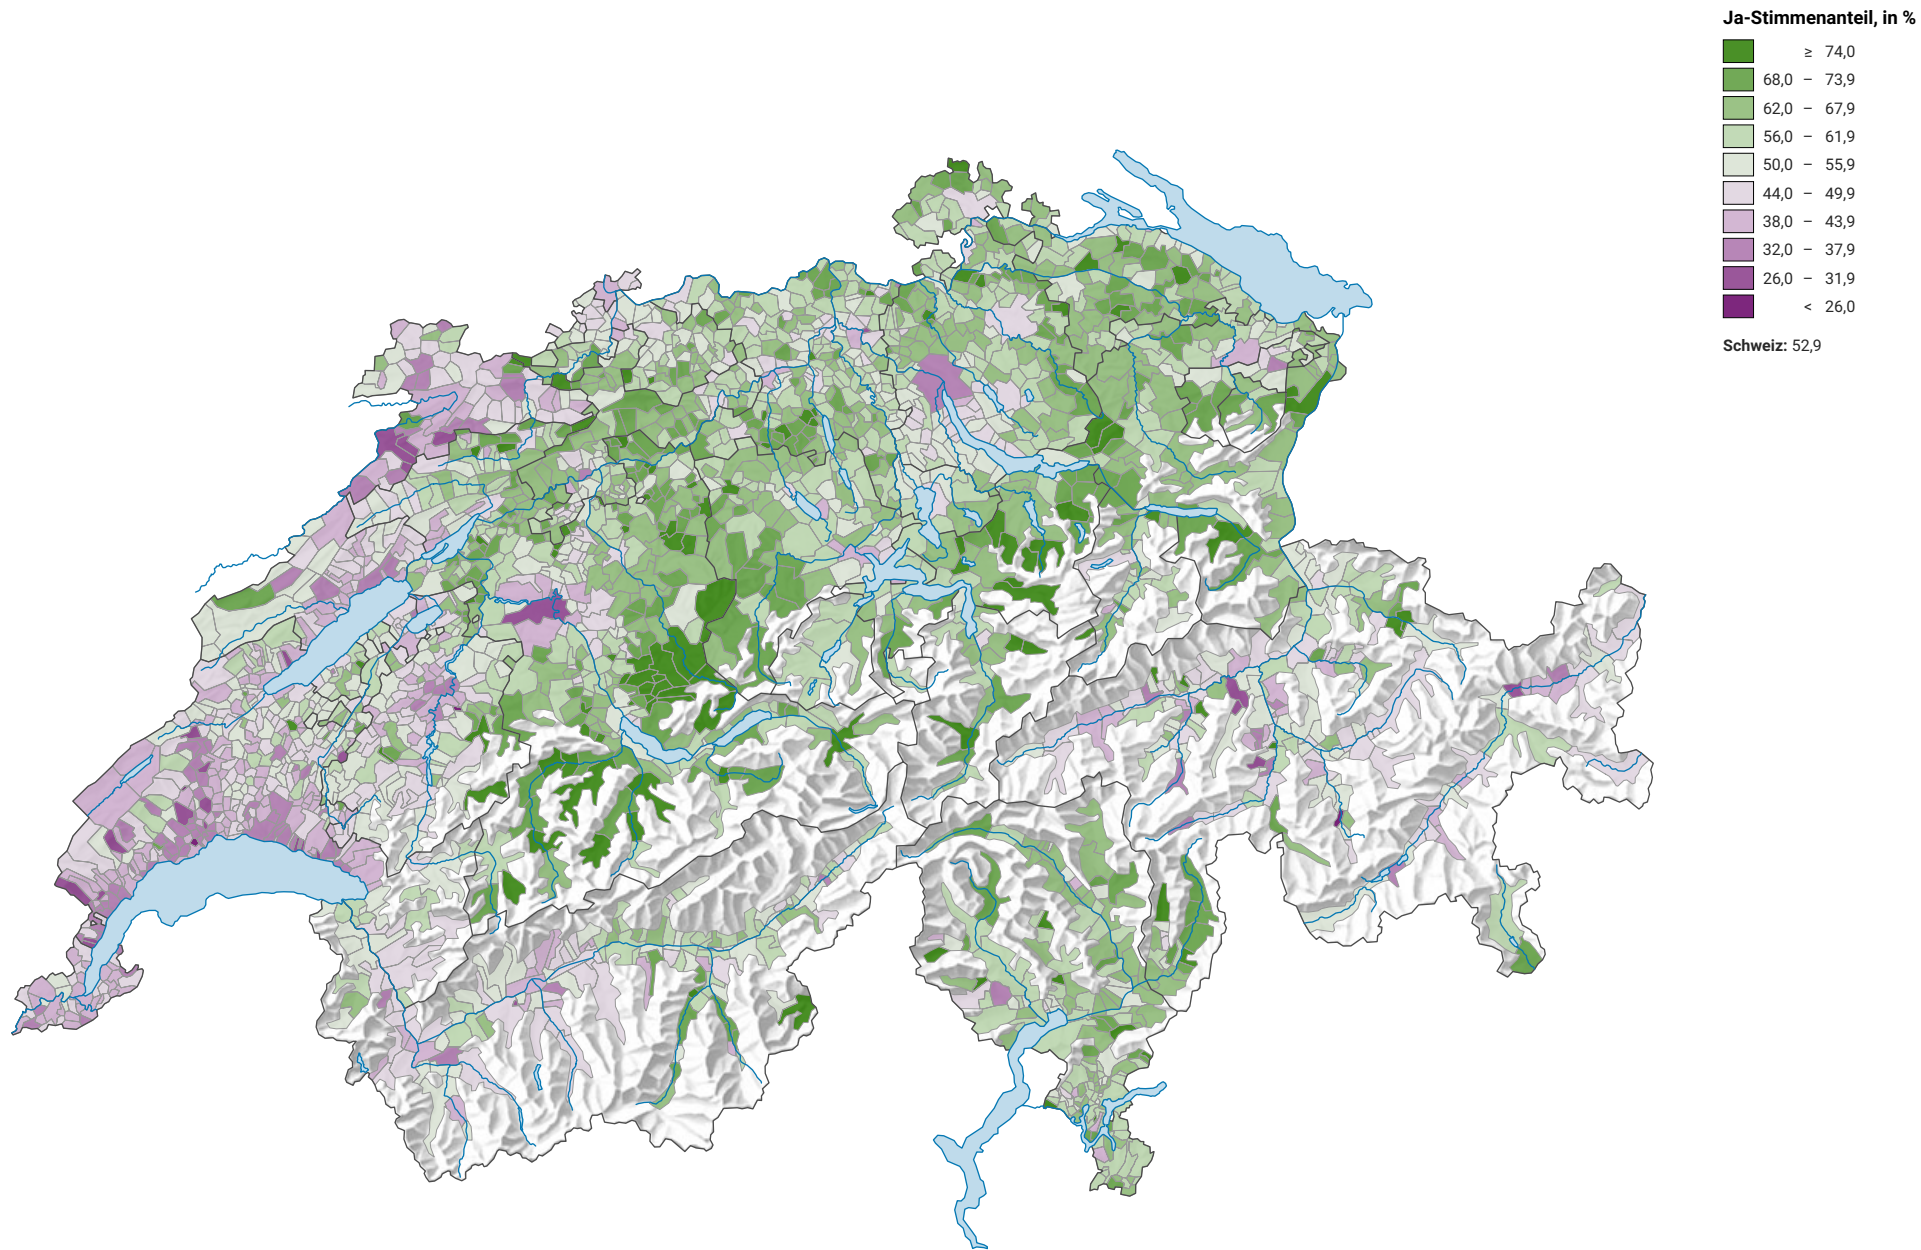 Ja-Stimmenanteil, in %
≥ 74,0
68,0 – 73,9
62,0 – 67,9
56,0 – 61,9
50,0 – 55,9
44,0 – 49,9
38,0 – 43,9
32,0 – 37,9
26,0 – 31,9
< 26,0
Schweiz: 52,9